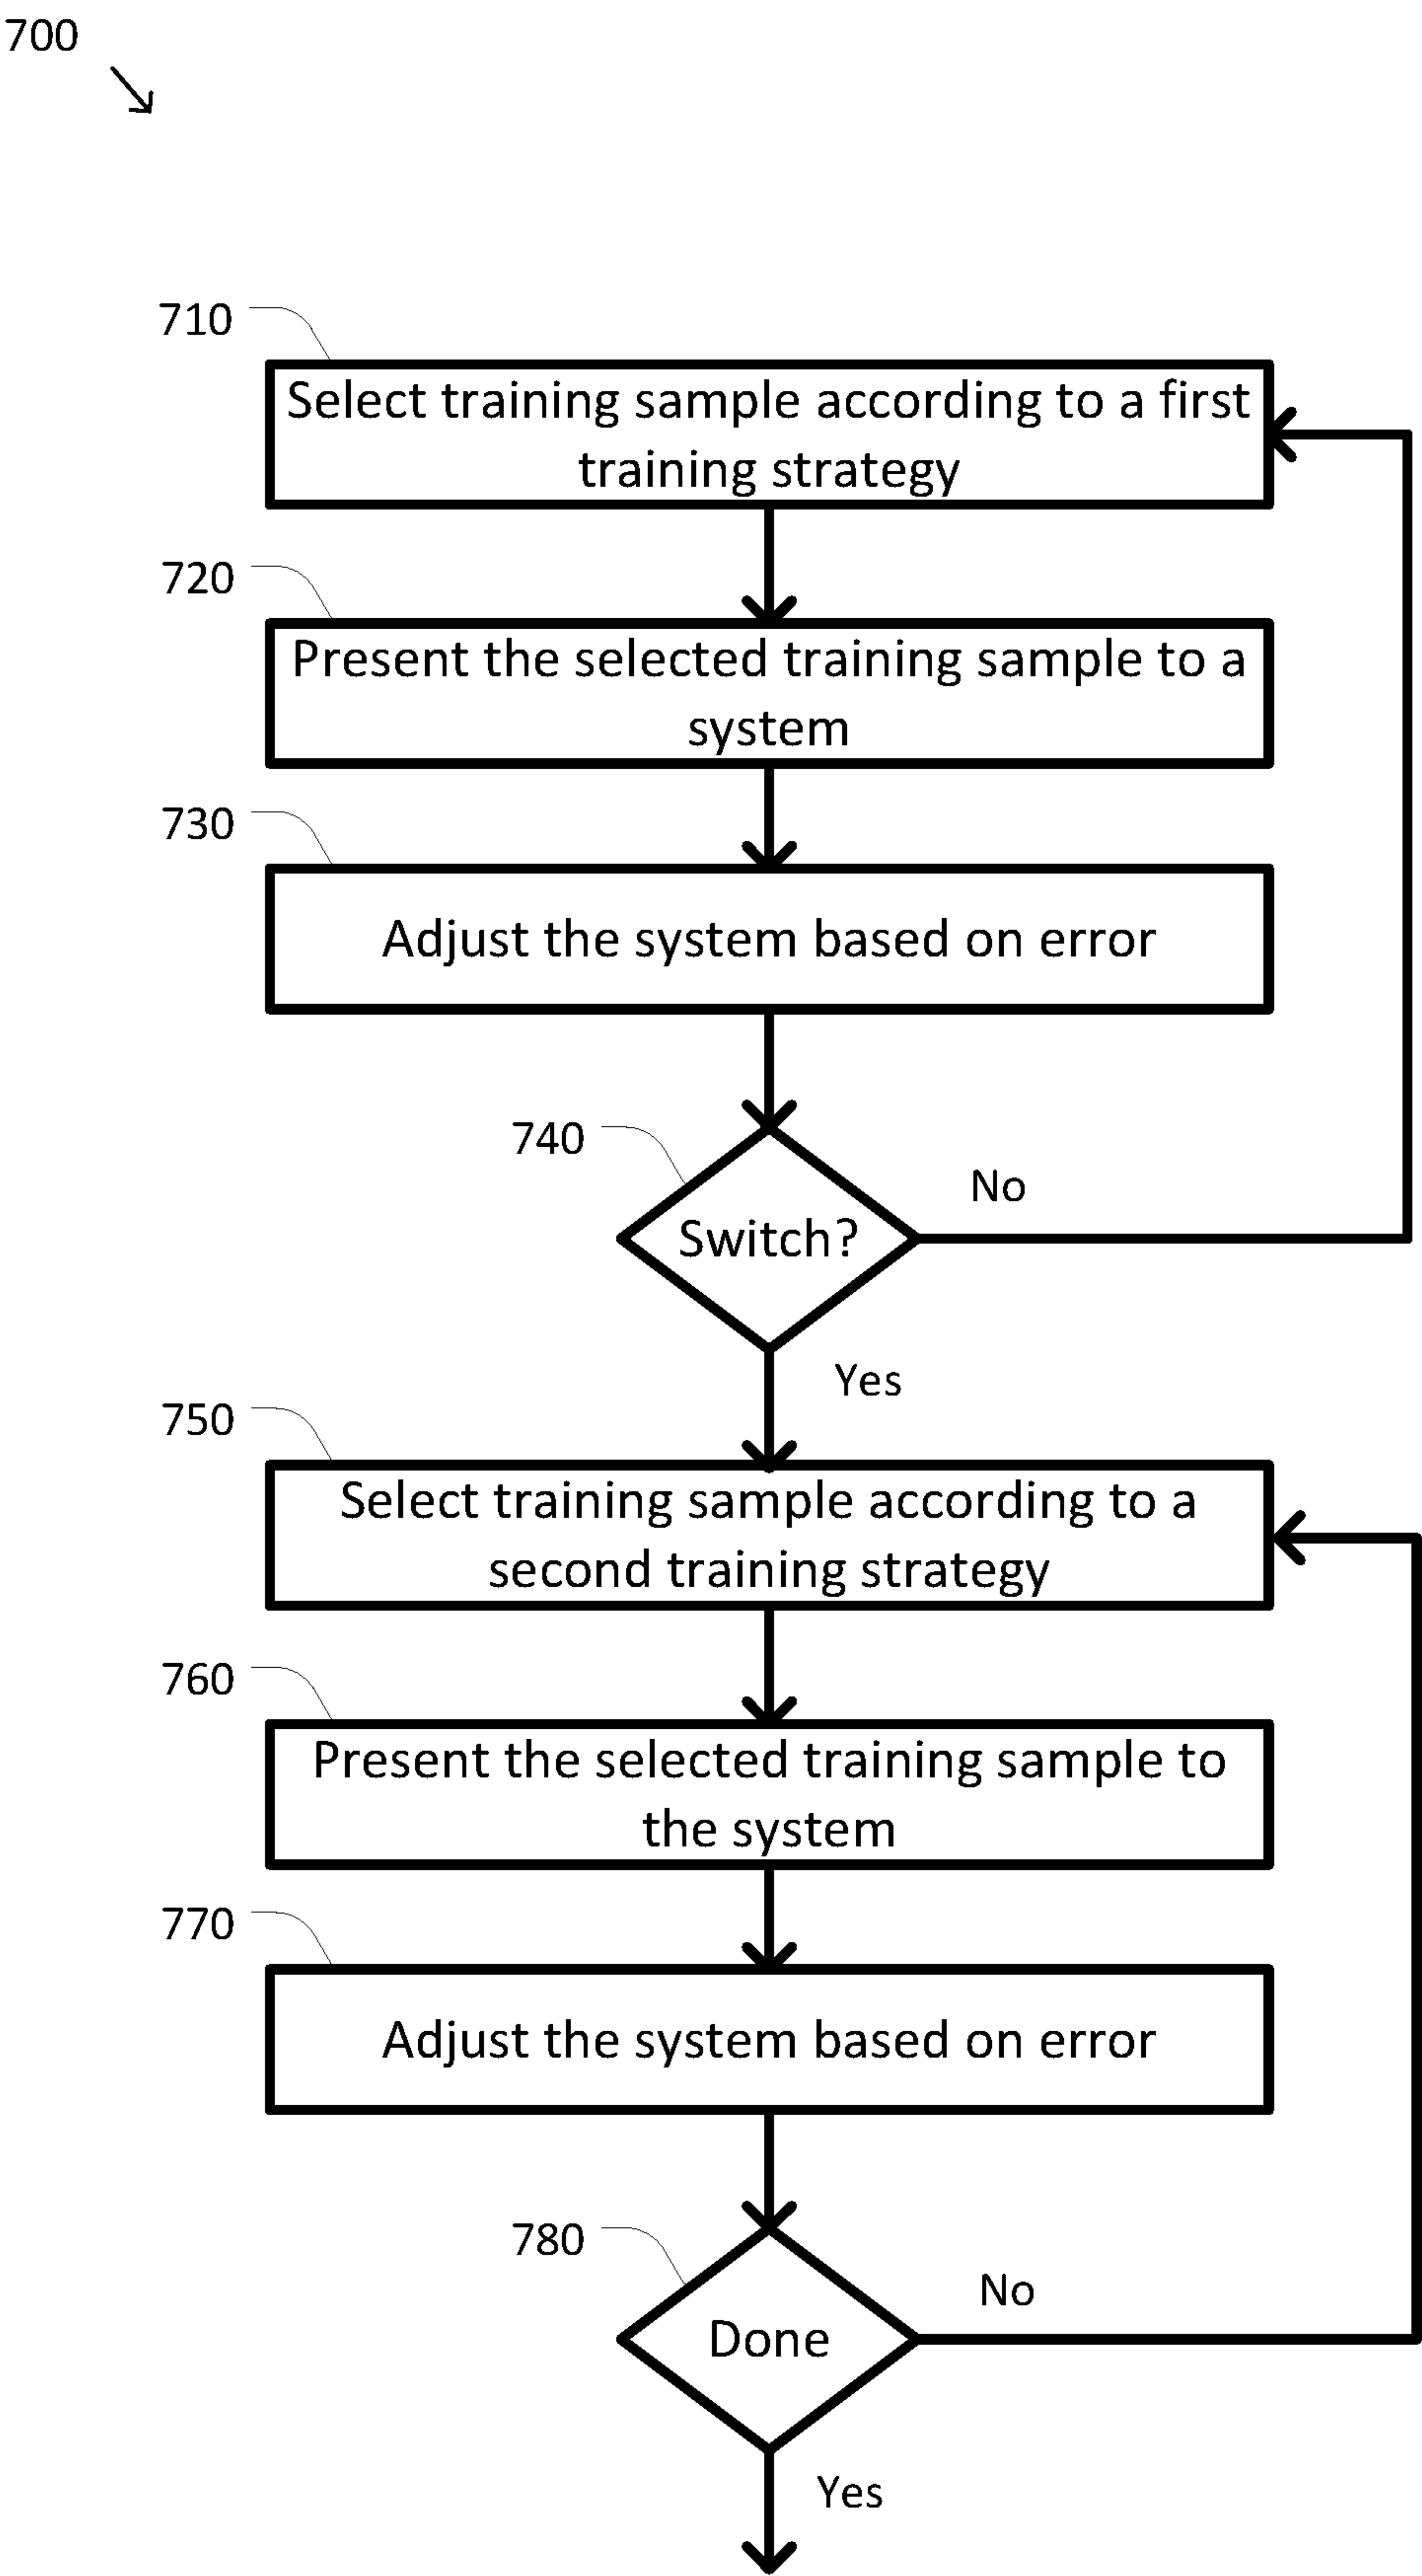 700
710
Select training sample according to a first
training strategy
720
Present the selected training sample to a
system
730
Adjust the system based on error
740
Switch?
No
Yes
750
Select training sample according to a
second training strategy
760
Present the selected training sample to
the system
770
Adjust the system based on error
780
Done
No
Yes